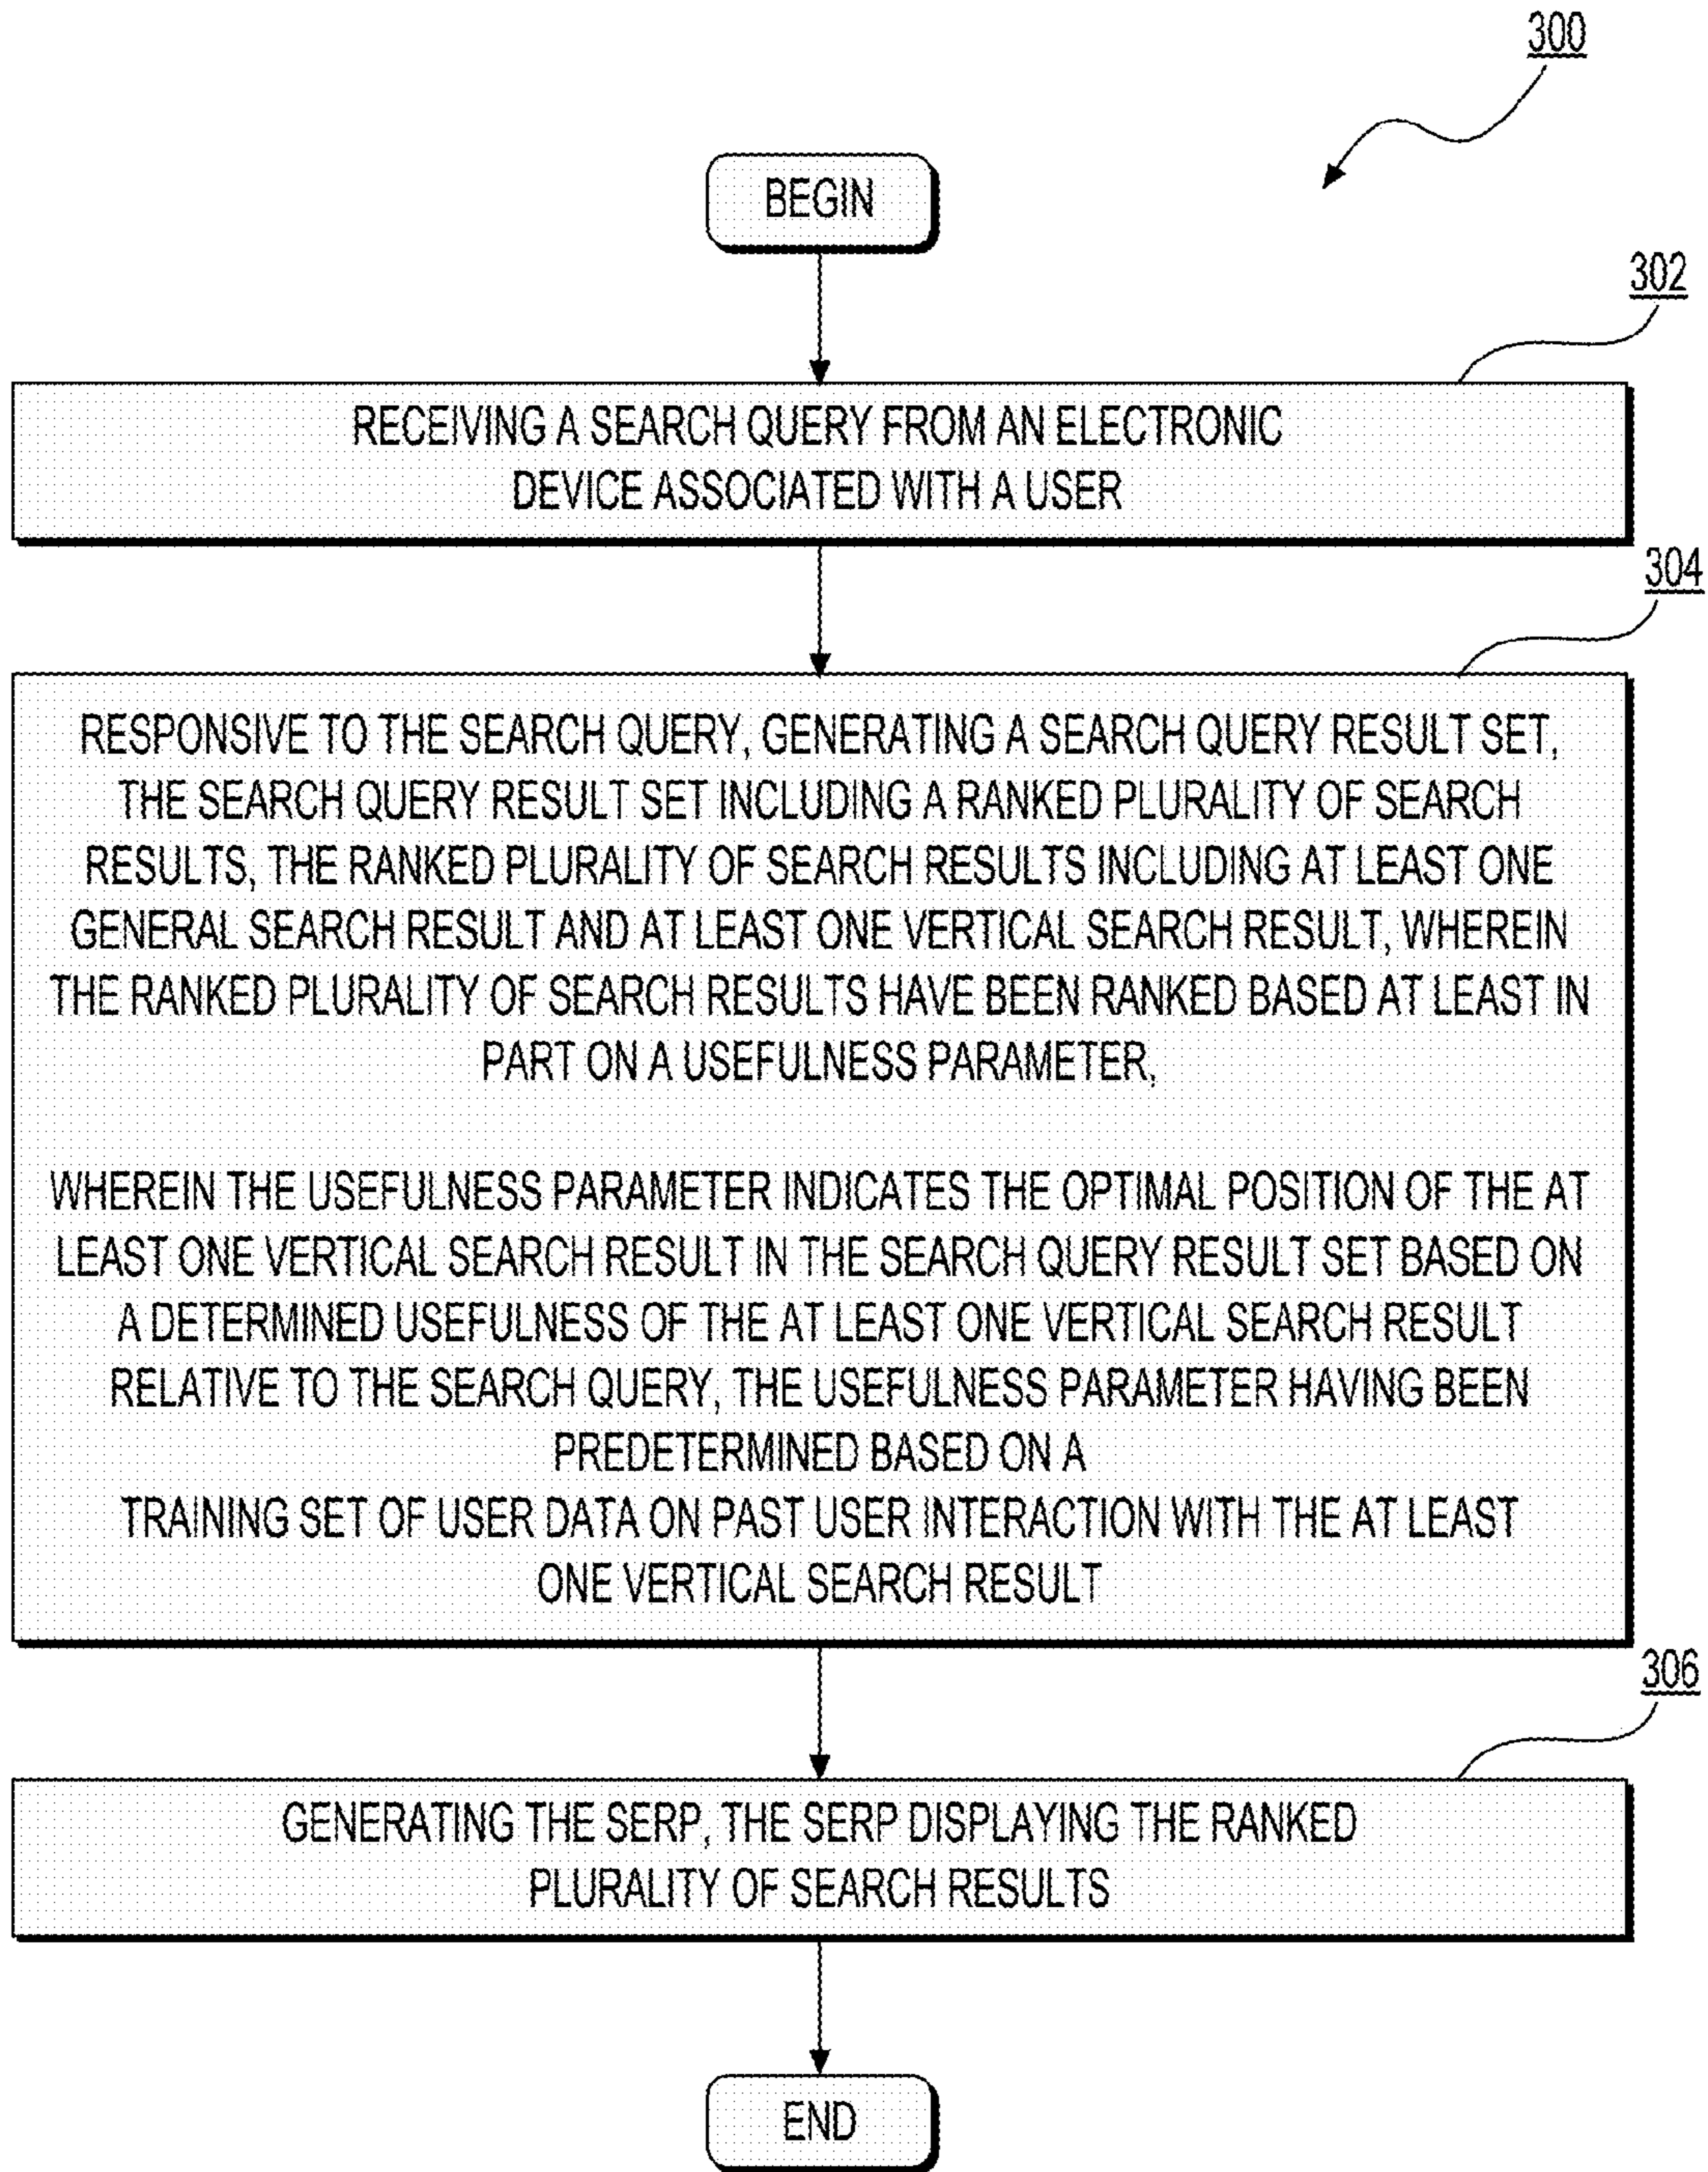 300
BEGIN
302
RECEIVING A SEARCH QUERY FROM AN ELECTRONIC
DEVICE ASSOCIATED WITH A USER
304
RESPONSIVE TO THE SEARCH QUERY, GENERATING A SEARCH QUERY RESULT SET,
THE SEARCH QUERY RESULT SET INCLUDING A RANKED PLURALITY OF SEARCH
RESULTS, THE RANKED PLURALITY OF SEARCH RESULTS INCLUDING AT LEAST ONE
GENERAL SEARCH RESULT AND AT LEAST ONE VERTICAL SEARCH RESULT, WHEREIN
THE RANKED PLURALITY OF SEARCH RESULTS HAVE BEEN RANKED BASED AT LEAST IN
PART ON A USEFULNESS PARAMETER,
WHEREIN THE USEFULNESS PARAMETER INDICATES THE OPTIMAL POSITION OF THE AT
LEAST ONE VERTICAL SEARCH RESULT IN THE SEARCH QUERY RESULT SET BASED ON
A DETERMINED USEFULNESS OF THE AT LEAST ONE VERTICAL SEARCH RESULT
RELATIVE TO THE SEARCH QUERY, THE USEFULNESS PARAMETER HAVING BEEN
PREDETERMINED BASED ON A
TRAINING SET OF USER DATA ON PAST USER INTERACTION WITH THE AT LEAST
ONE VERTICAL SEARCH RESULT
306
GENERATING THE SERP, THE SERP DISPLAYING THE RANKED
PLURALITY OF SEARCH RESULTS
END